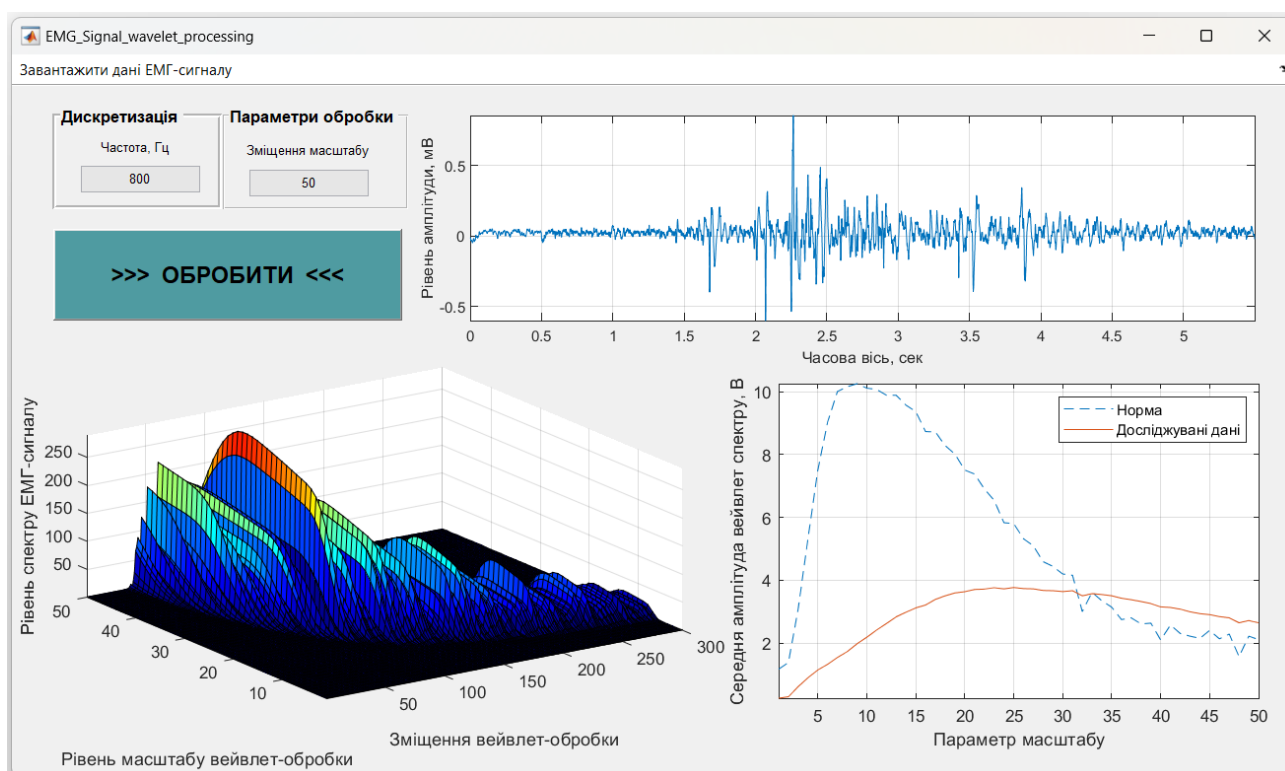 EMG_Signal_wavelet_processing
Завантажити дані ЕМГ-сигналу
Дискретизація
Частота, Гц
800
Параметри обробки
Зміщення масштабу
50
>>> ОБРОБИТИ <<<
Рівень амплітуди, мВ
0.5
0
-0.5
0 0.5 1 1.5 2 2.5 3 3.5 4 4.5 5
Часова вісь, сек
Рівень спектру ЕМГ-сигналу
250
200
150
100
50
50 40 30 20 10
50 100 150 200 250 300
Зміщення вейвлет-обробки
Рівень масштабу вейвлет-обробки
Середня амплітуда вейвлет спектру, В
10
8
6
4
2
Норма
Досліджувані дані
5 10 15 20 25 30 35 40 45 50
Параметр масштабу